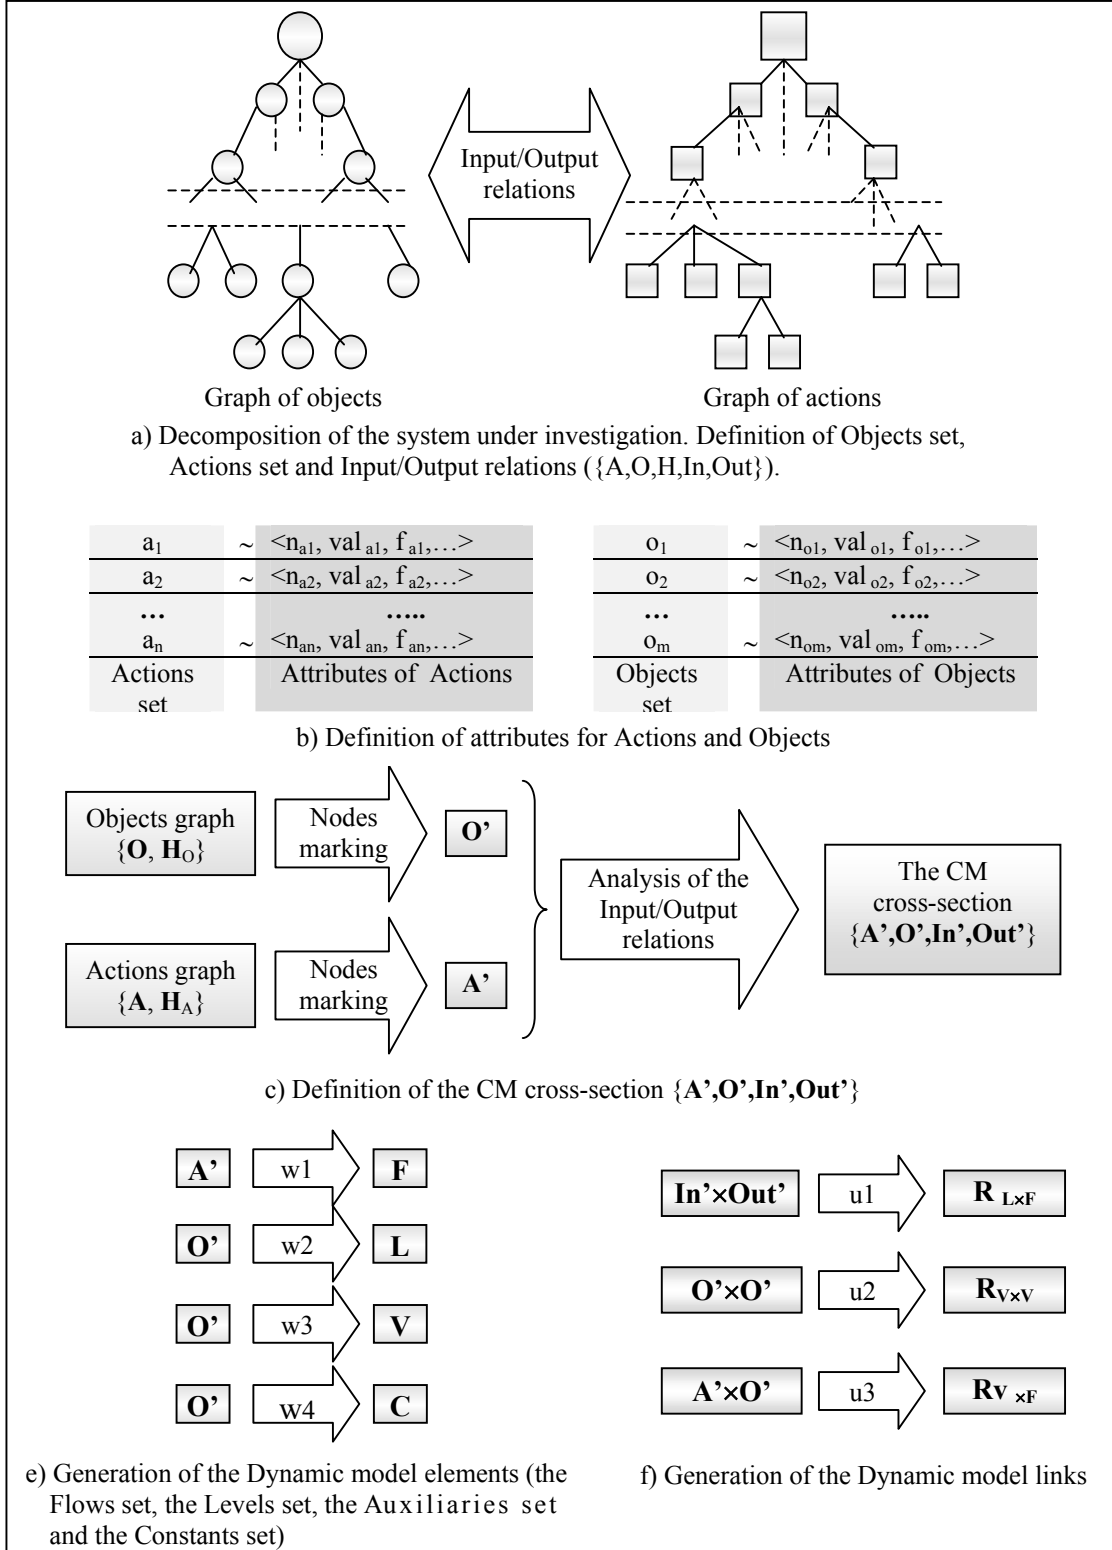 Input/Output
relations
Graph of objects
Graph of actions
a) Decomposition of the system under investigation. Definition of Objects set,
Actions set and Input/Output relations ({A,O,H,In,Out}).
a1 ~ <na1, val a1, f a1,…>
a2 ~ <na2, val a2, f a2,…>
… …..
an ~ <nan, val an, f an,…>
Actions set
Attributes of Actions
o1 ~ <no1, val o1, f o1,…>
o2 ~ <no2, val o2, f o2,…>
… …..
om ~ <nom, val om, f om,…>
Objects set
Attributes of Objects
b) Definition of attributes for Actions and Objects
Objects graph
{O, HO}
Nodes
marking
O’
Actions graph
{A, HA}
Nodes
marking
A’
Analysis of the
Input/Output
relations
The CM
cross-section
{A’,O’,In’,Out’}
c) Definition of the CM cross-section {A’,O’,In’,Out’}
A’ w1 F
O’ w2 L
O’ w3 V
O’ w4 C
e) Generation of the Dynamic model elements (the
Flows set, the Levels set, the Auxiliaries set
and the Constants set)
In’×Out’ u1 R L×F
O’×O’ u2 RV×V
A’×O’ u3 Rv ×F
f) Generation of the Dynamic model links